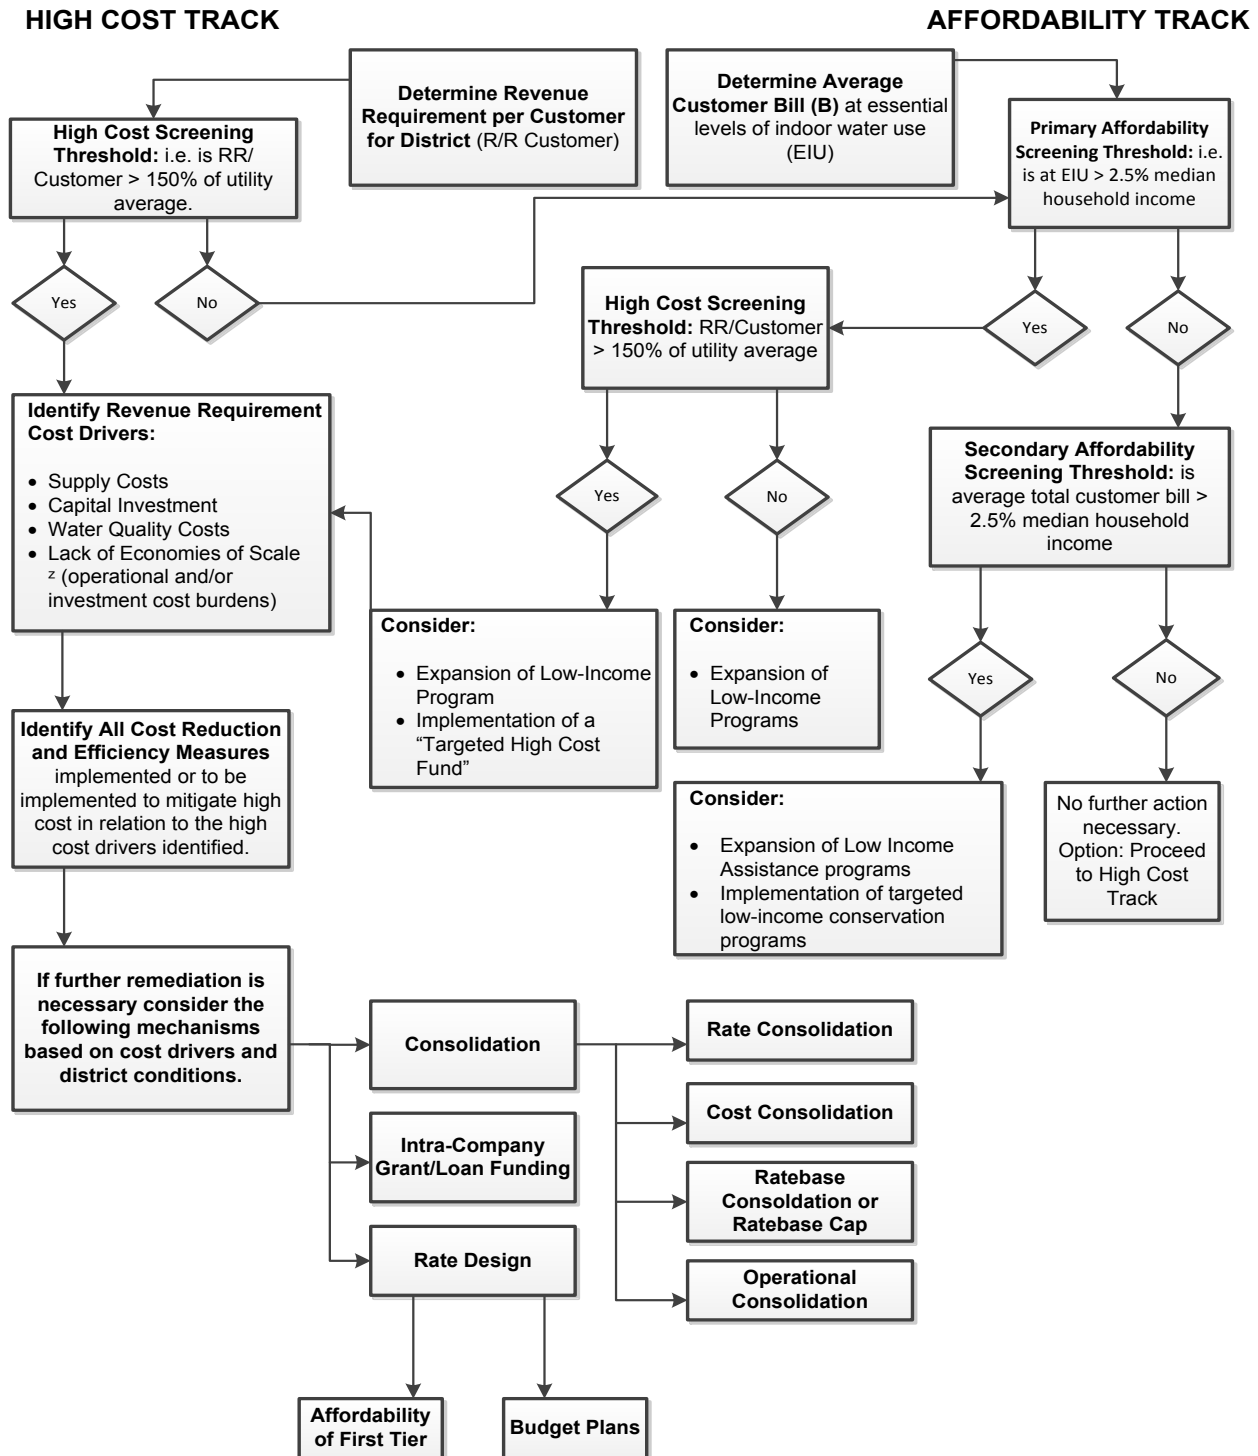 HIGH COST TRACK
AFFORDABILITY TRACK
Determine Revenue
Requirement per Customer
for District (R/R Customer)
Determine Average
Customer Bill (B) at essential
levels of indoor water use
(EIU)
High Cost Screening
Threshold: i.e. is RR/
Customer > 150% of utility
average.
Primary Affordability
Screening Threshold: i.e.
is at EIU > 2.5% median
household income
Yes
No
High Cost Screening
Threshold: RR/Customer
> 150% of utility average
Yes
No
Identify Revenue Requirement
Cost Drivers:
• Supply Costs
• Capital Investment
• Water Quality Costs
• Lack of Economies of Scale
z (operational and/or
investment cost burdens)
Yes
No
Secondary Affordability
Screening Threshold: is
average total customer bill >
2.5% median household
income
Consider:
• Expansion of Low-Income
Program
• Implementation of a
“Targeted High Cost
Fund”
Consider:
• Expansion of
Low-Income
Programs
Yes
No
Identify All Cost Reduction
and Efficiency Measures
implemented or to be
implemented to mitigate high
cost in relation to the high
cost drivers identified.
Consider:
• Expansion of Low Income
Assistance programs
• Implementation of targeted
low-income conservation
programs
No further action
necessary.
Option: Proceed
to High Cost
Track
If further remediation is
necessary consider the
following mechanisms
based on cost drivers and
district conditions.
Consolidation
Rate Consolidation
Cost Consolidation
Intra-Company
Grant/Loan Funding
Ratebase
Consoldation or
Ratebase Cap
Rate Design
Operational
Consolidation
Affordability
of First Tier
Budget Plans